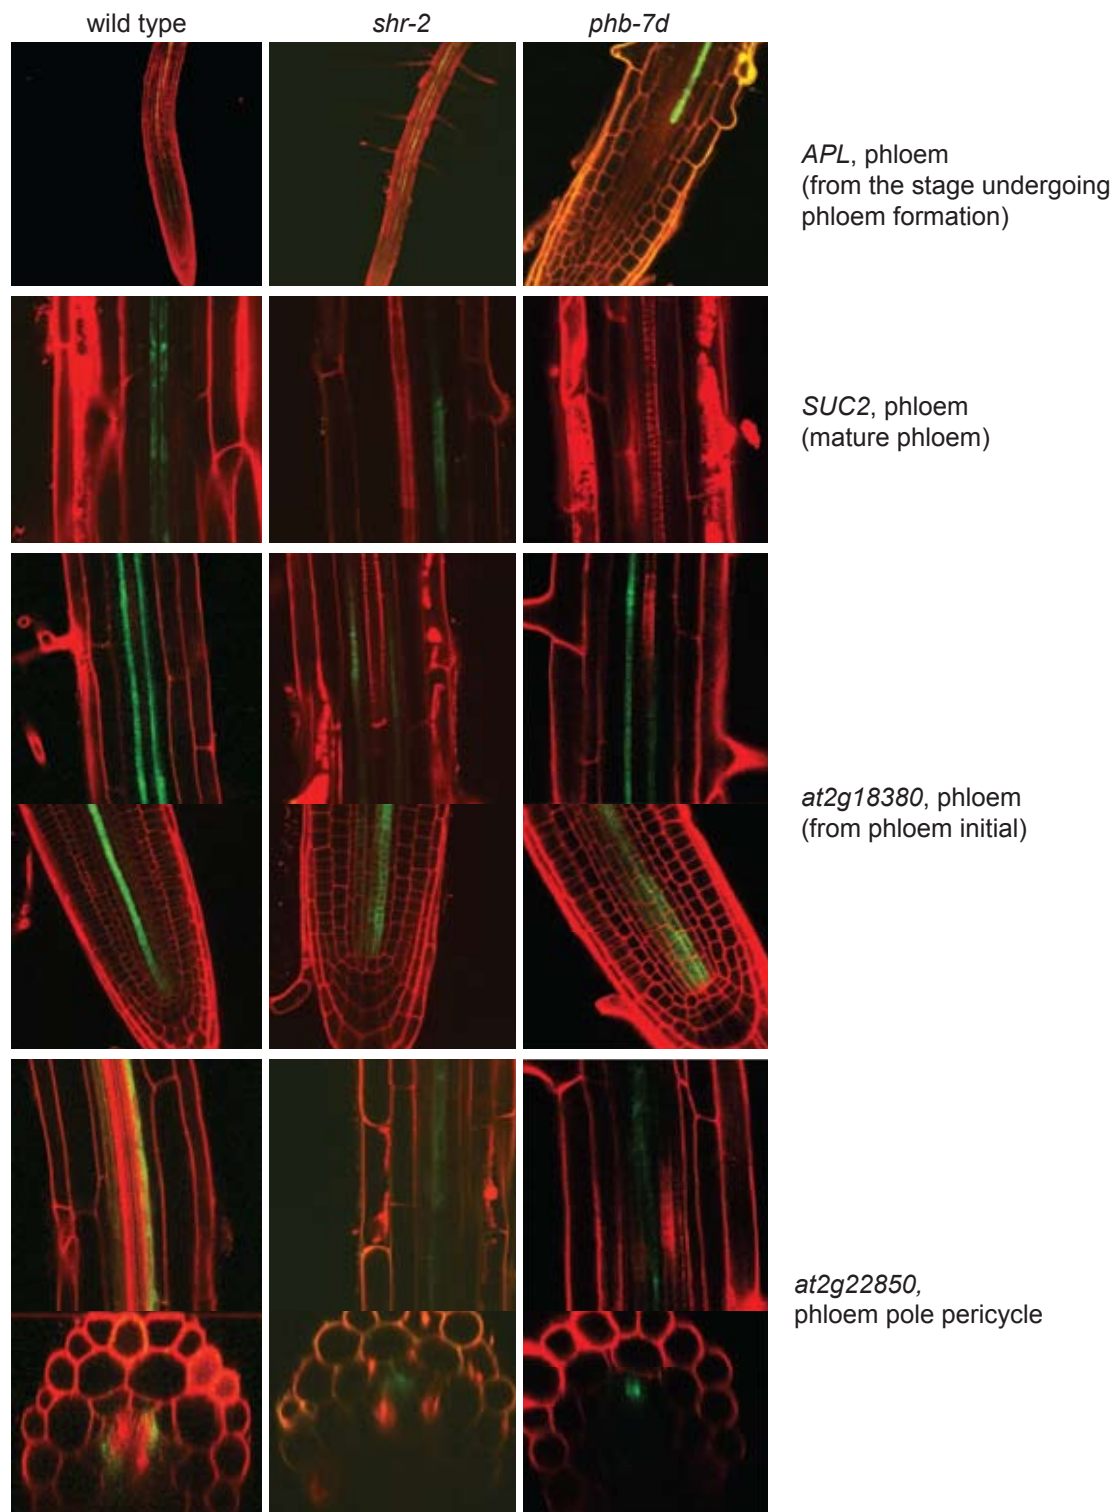 wild type shr-2 phb-7d
APL, phloem
(from the stage undergoing
phloem formation)
SUC2, phloem
(mature phloem)
at2g18380, phloem
(from phloem initial)
at2g22850,
phloem pole pericycle